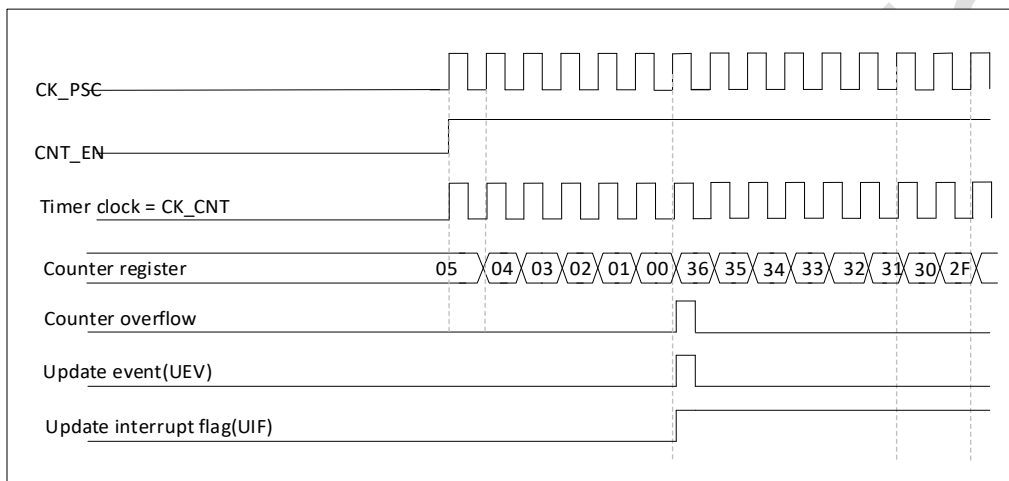 CK_PSC
CNT_EN
Timer clock = CK_CNT
Counter register 05 04 03 02 01 00 36 35 34 33 32 31 30 2F
Counter overflow
Update event(UEV)
Update interrupt flag(UIF)